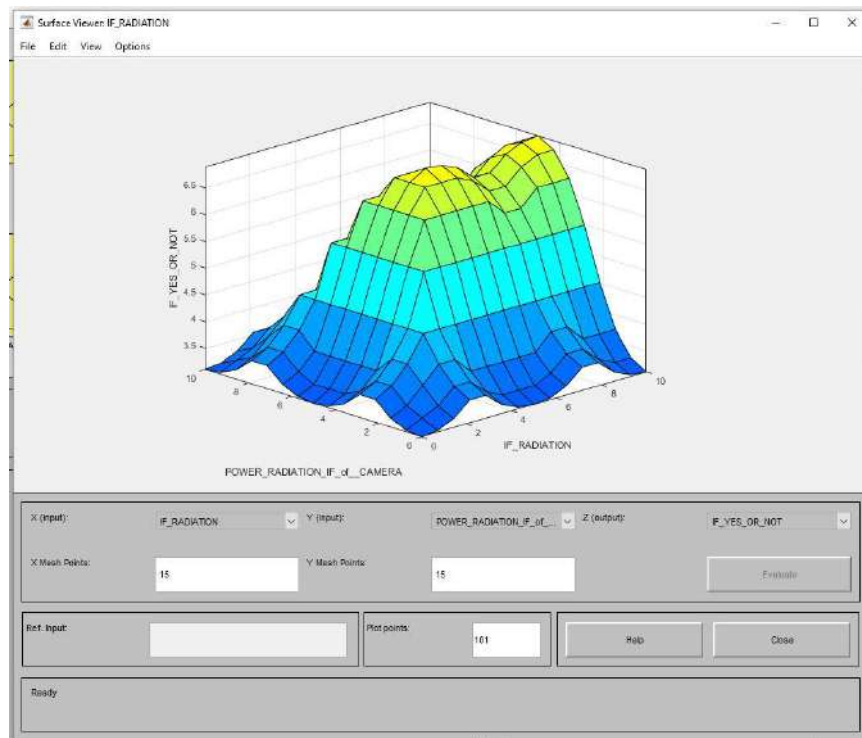 Surface Viewer: IF_RADIATION
File Edit View Options
6.5
6
5.5
5
4.5
4
3.5
IF_YES_OR_NOT
10
8
6
4
2
0
0
2
4
6
8
10
POWER_RADIATION_IF_of__CAMERA
IF_RADIATION
X (input): IF_RADIATION Y (input): POWER_RADIATION_IF_of_... Z (output): IF_YES_OR_NOT
X Mesh Points: 15 Y Mesh Points: 15 Evaluate
Ref. Input: Plot points: 101 Help Close
Ready